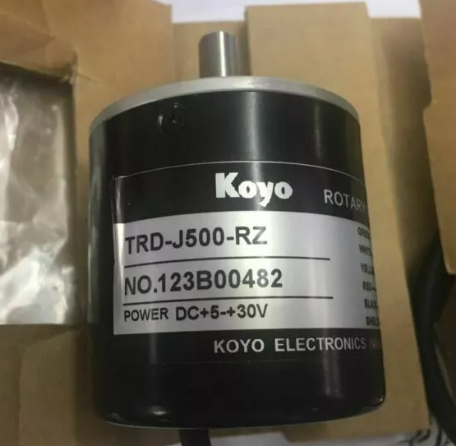 Koyo ROTARY
TRD-J500-RZ
NO.123B00482
POWER DC+5-+30V
KOYO ELECTRONICS